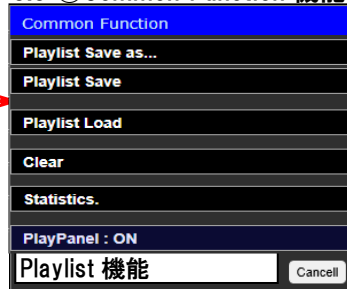 Common Function
Playlist Save as...
Playlist Save
Playlist Load
Clear
Statistics.
PlayPanel : ON
Playlist 機能
Cancell